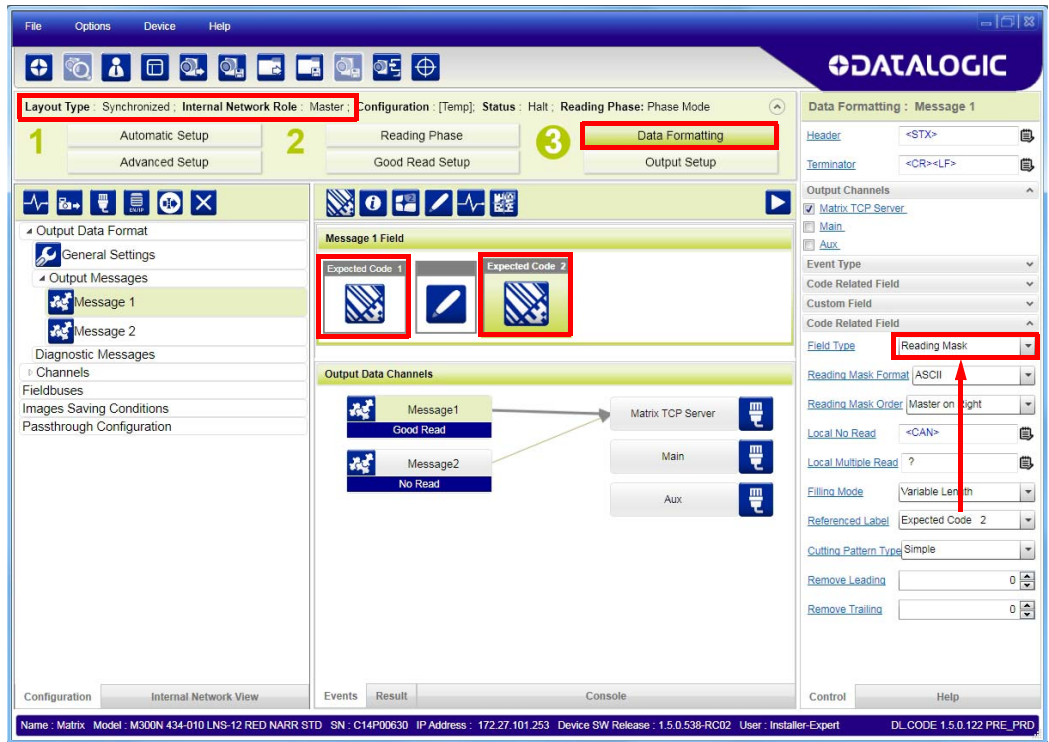 File Options Device Help
DATALOGIC
Layout Type : Synchronized ; Internal Network Role : Master ; Configuration : [Temp]; Status : Halt ; Reading Phase: Phase Mode
1 Automatic Setup 2 Reading Phase 3 Data Formatting
Advanced Setup Good Read Setup Output Setup
EN/IP
Output Data Format
General Settings
Output Messages
Message 1
Message 2
Diagnostic Messages
Channels
Fieldbuses
Images Saving Conditions
Passthrough Configuration
Configuration Internal Network View
Message 1 Field
Expected Code 1 Expected Code 2
Output Data Channels
Message1 Matrix TCP Server
Good Read
Message2 Main
No Read
Aux
Events Result Console
Data Formatting : Message 1
Header <STX>
Terminator <CR><LF>
Output Channels
Matrix TCP Server
Main
Aux
Event Type
Code Related Field
Custom Field
Code Related Field
Field Type Reading Mask
Reading Mask Format ASCII
Reading Mask Order Master on Right
Local No Read <CAN>
Local Multiple Read ?
Filling Mode Variable Length
Referenced Label Expected Code 2
Cutting Pattern Type Simple
Remove Leading 0
Remove Trailing 0
Control Help
Name : Matrix Model : M300N 434-010 LNS-12 RED NARR STD SN : C14P00630 IP Address : 172.27.101.253 Device SW Release : 1.5.0.538-RC02 User : Installer-Expert DL.CODE 1.5.0.122 PRE_PRD